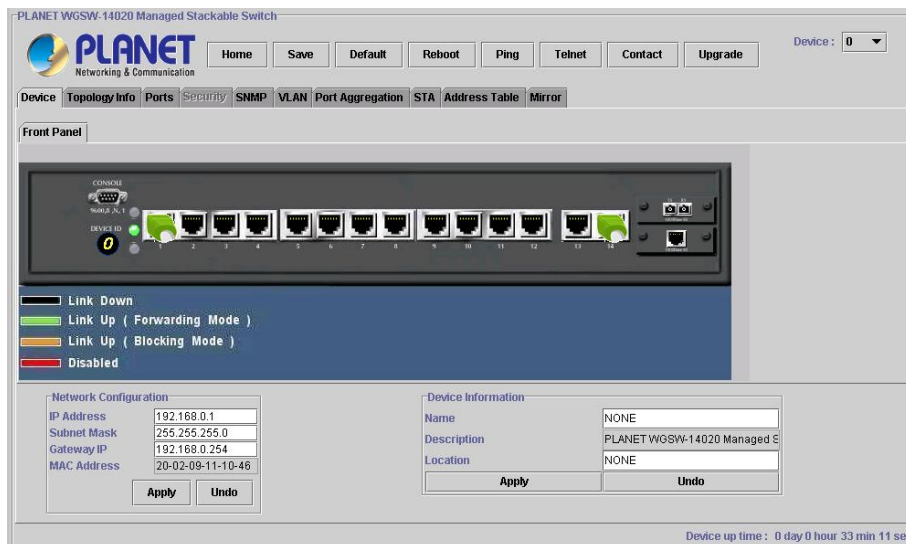 PLANET WGSW-14020 Managed Stackable Switch
PLANET
Networking & Communication
Home Save Default Reboot Ping Telnet Contact Upgrade
Device : 0
Device Topology Info Ports Security SNMP VLAN Port Aggregation STA Address Table Mirror
Front Panel
CONSOLE
DEVICE ID
0
1 2 3 4 5 6 7 8 9 10 11 12 13 14
Link Down
Link Up ( Forwarding Mode )
Link Up ( Blocking Mode )
Disabled
Network Configuration
IP Address 192.168.0.1
Subnet Mask 255.255.255.0
Gateway IP 192.168.0.254
MAC Address 20-02-09-11-10-46
Apply Undo
Device Information
Name NONE
Description PLANET WGSW-14020 Managed S
Location NONE
Apply Undo
Device up time : 0 day 0 hour 33 min 11 se